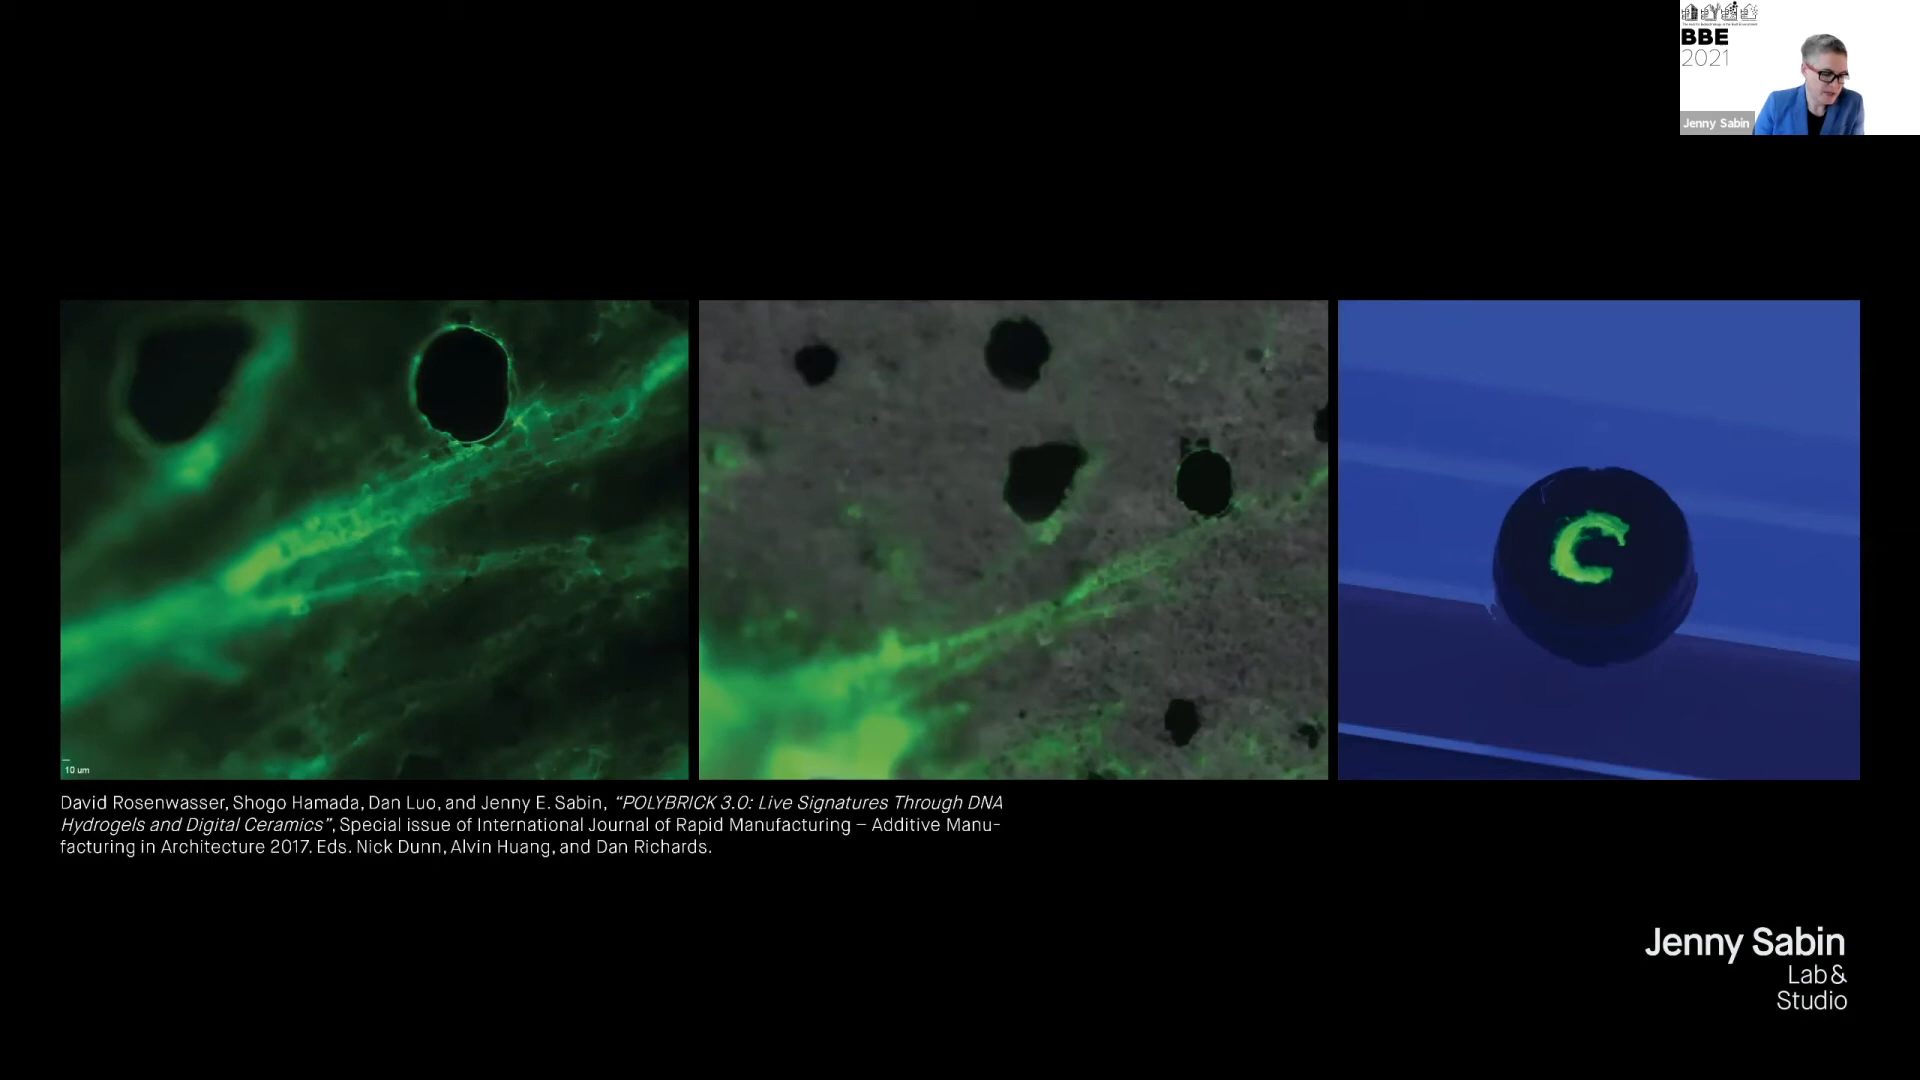 BBE
2021
Jenny Sabin
10 um
David Rosenwasser, Shogo Hamada, Dan Luo, and Jenny E. Sabin, “POLYBRICK 3.0: Live Signatures Through DNA
Hydrogels and Digital Ceramics”, Special issue of International Journal of Rapid Manufacturing – Additive Manu-
facturing in Architecture 2017. Eds. Nick Dunn, Alvin Huang, and Dan Richards.
C
Jenny Sabin
Lab &
Studio